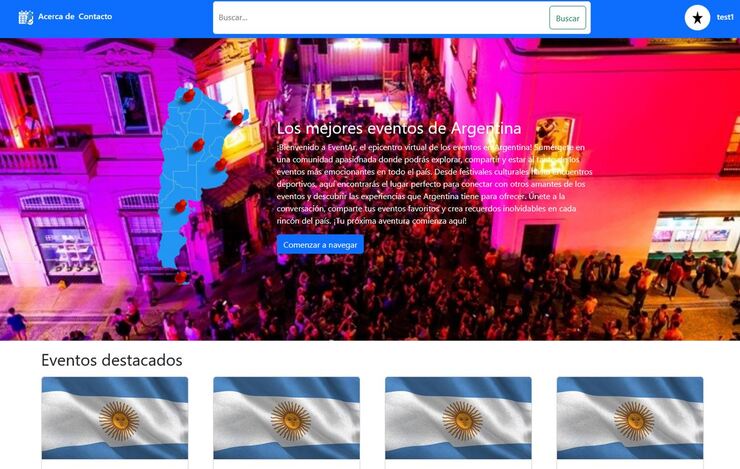 Acerca de Contacto
Buscar...
Buscar
test1
Los mejores eventos de Argentina
¡Bienvenido a EventAr, el epicentro virtual de los eventos en Argentina! Sumérgete en
una comunidad apasionada donde podrás explorar, compartir y estar al tanto de los
eventos más emocionantes en todo el país. Desde festivales culturales hasta encuentros
deportivos, aquí encontrarás el lugar perfecto para conectar con otros amantes de los
eventos y descubrir las experiencias que Argentina tiene para ofrecer. Únete a la
conversación, comparte tus eventos favoritos y crea recuerdos inolvidables en cada
rincón del país. ¡Tu próxima aventura comienza aquí!
Comenzar a navegar
Eventos destacados